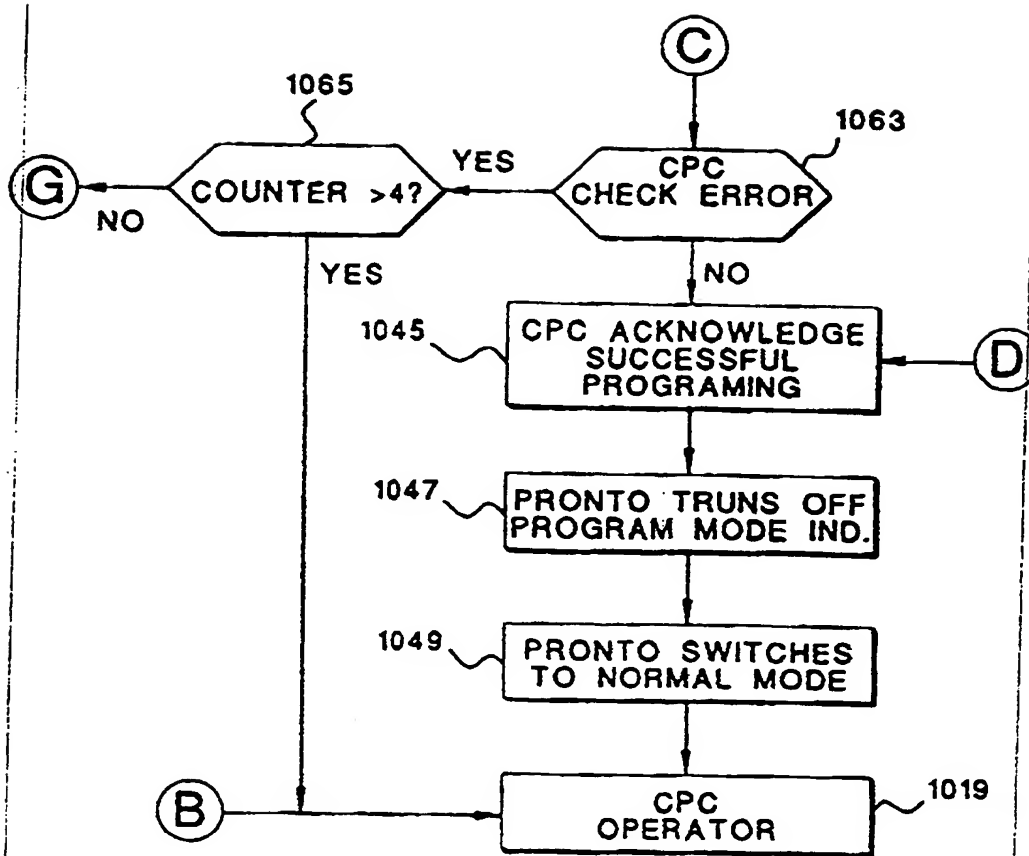 C
1065
1063
G
NO
COUNTER >4?
YES
CPC
CHECK ERROR
YES
NO
1045
CPC ACKNOWLEDGE
SUCCESSFUL
PROGRAMING
D
1047
PRONTO TRUNS OFF
PROGRAM MODE IND.
1049
PRONTO SWITCHES
TO NORMAL MODE
B
CPC
OPERATOR
1019